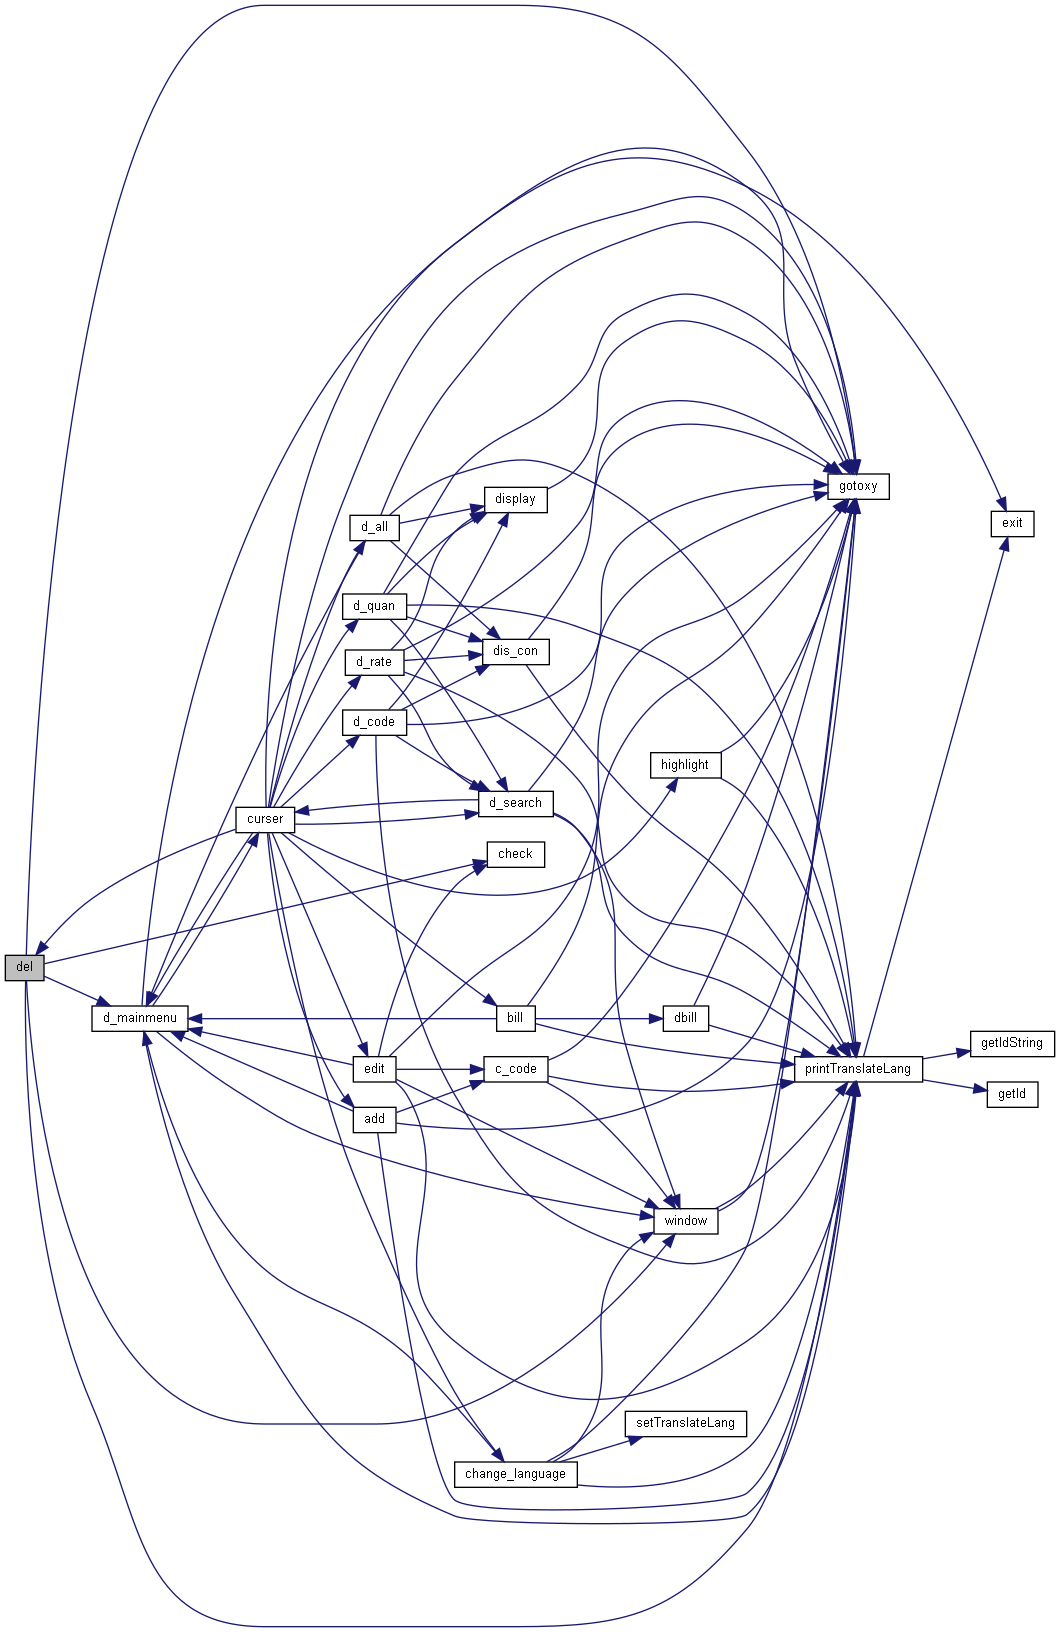 display
gotoxy
exit
d_all
d_quan
dis_con
d_rate
d_code
highlight
d_search
curser
check
del
d_mainmenu
bill
dbill
getIdString
edit
c_code
printTranslateLang
getId
add
window
setTranslateLang
change_language